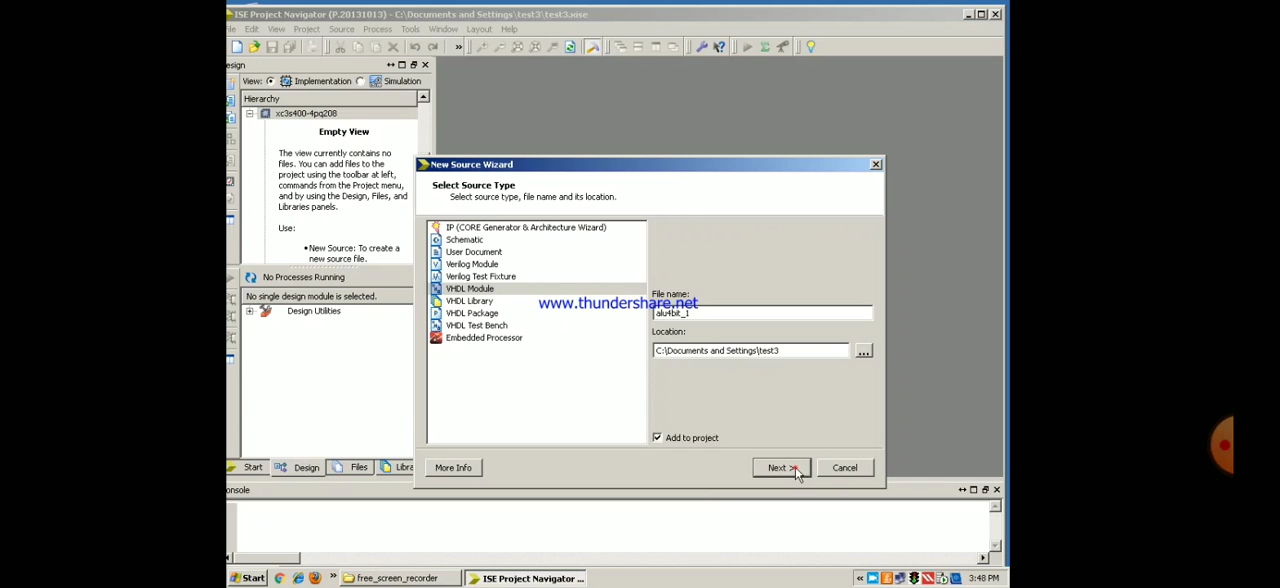 ISE Project Navigator (P.20131013) - C:\Documents and Settings\test3\test3.xise
File Edit View Project Source Process Tools Window Layout Help
»
esign
View: Implementation Simulation
Hierarchy
xc3s400-4pq208
Empty View
The view currently contains no
files. You can add files to the
project using the toolbar at left,
commands from the Project menu,
and by using the Design, Files, and
Libraries panels.
Use:
• New Source: To create a
new source file.
No Processes Running
No single design module is selected.
Design Utilities
Start Design Files Libra
onsole
New Source Wizard
Select Source Type
Select source type, file name and its location.
IP (CORE Generator & Architecture Wizard)
Schematic
User Document
Verilog Module
Verilog Test Fixture
VHDL Module
VHDL Library
VHDL Package
VHDL Test Bench
Embedded Processor
www.thundershare.net
File name:
alu4bit_1
Location:
C:\Documents and Settings\test3
...
Add to project
More Info
Next >
Cancel
Start
»
free_screen_recorder
ISE Project Navigator ...
«
3:48 PM